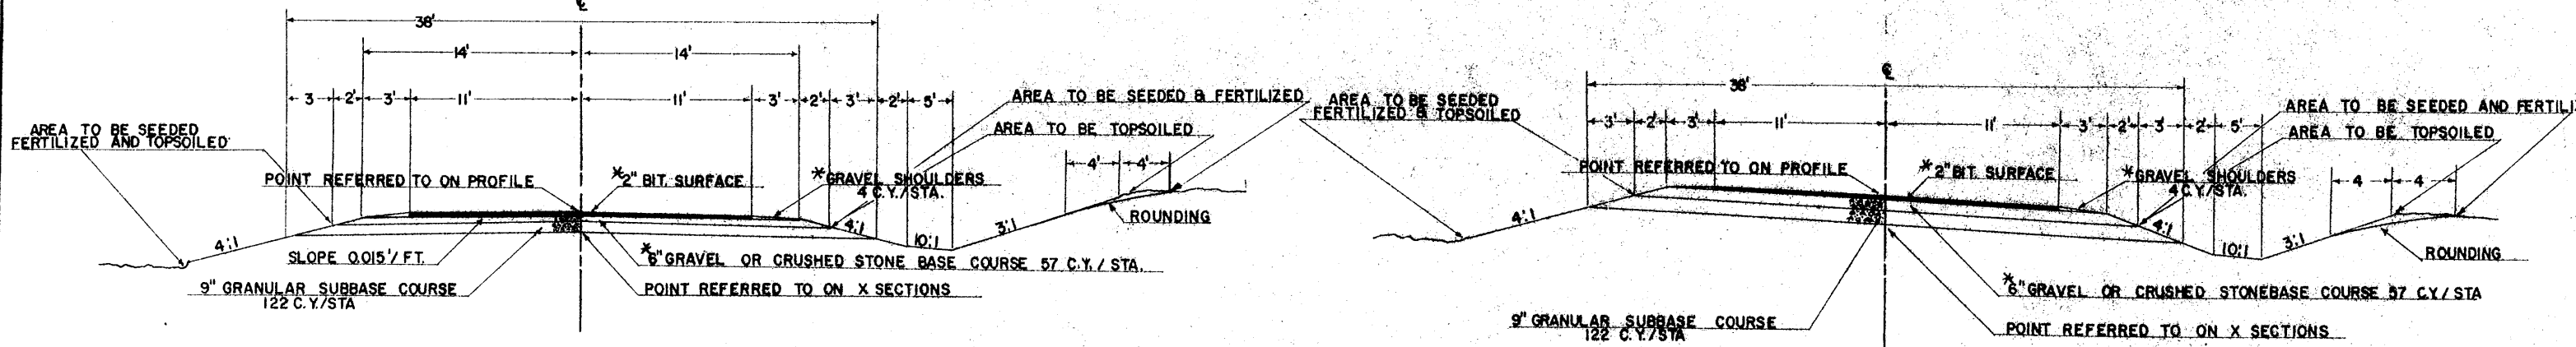 ℄
38'
14' 14'
3 2' 3' 11' 11' 3' 2' 3' 2' 5'
AREA TO BE SEEDED & FERTILIZED
AREA TO BE TOPSOILED
AREA TO BE SEEDED
FERTILIZED AND TOPSOILED
4' 4'
POINT REFERRED TO ON PROFILE
*2" BIT. SURFACE
*GRAVEL SHOULDERS
4 C.Y./STA.
ROUNDING
4:1
4:1
10:1
3:1
SLOPE 0.015'/FT.
*6" GRAVEL OR CRUSHED STONE BASE COURSE 57 C.Y./STA.
9" GRANULAR SUBBASE COURSE
122 C.Y./STA
POINT REFERRED TO ON X SECTIONS
℄
38'
AREA TO BE SEEDED
FERTILIZED & TOPSOILED
3' 2' 3' 11' 11' 3' 2' 3' 2' 5'
AREA TO BE SEEDED AND FERTILI
AREA TO BE TOPSOILED
POINT REFERRED TO ON PROFILE
*2" BIT. SURFACE
*GRAVEL SHOULDERS
4 C.Y./STA.
4 4
4:1
4:1
10:1
3:1
ROUNDING
*6" GRAVEL OR CRUSHED STONEBASE COURSE 57 C.Y./STA
9" GRANULAR SUBBASE COURSE
122 C.Y./STA
POINT REFERRED TO ON X SECTIONS